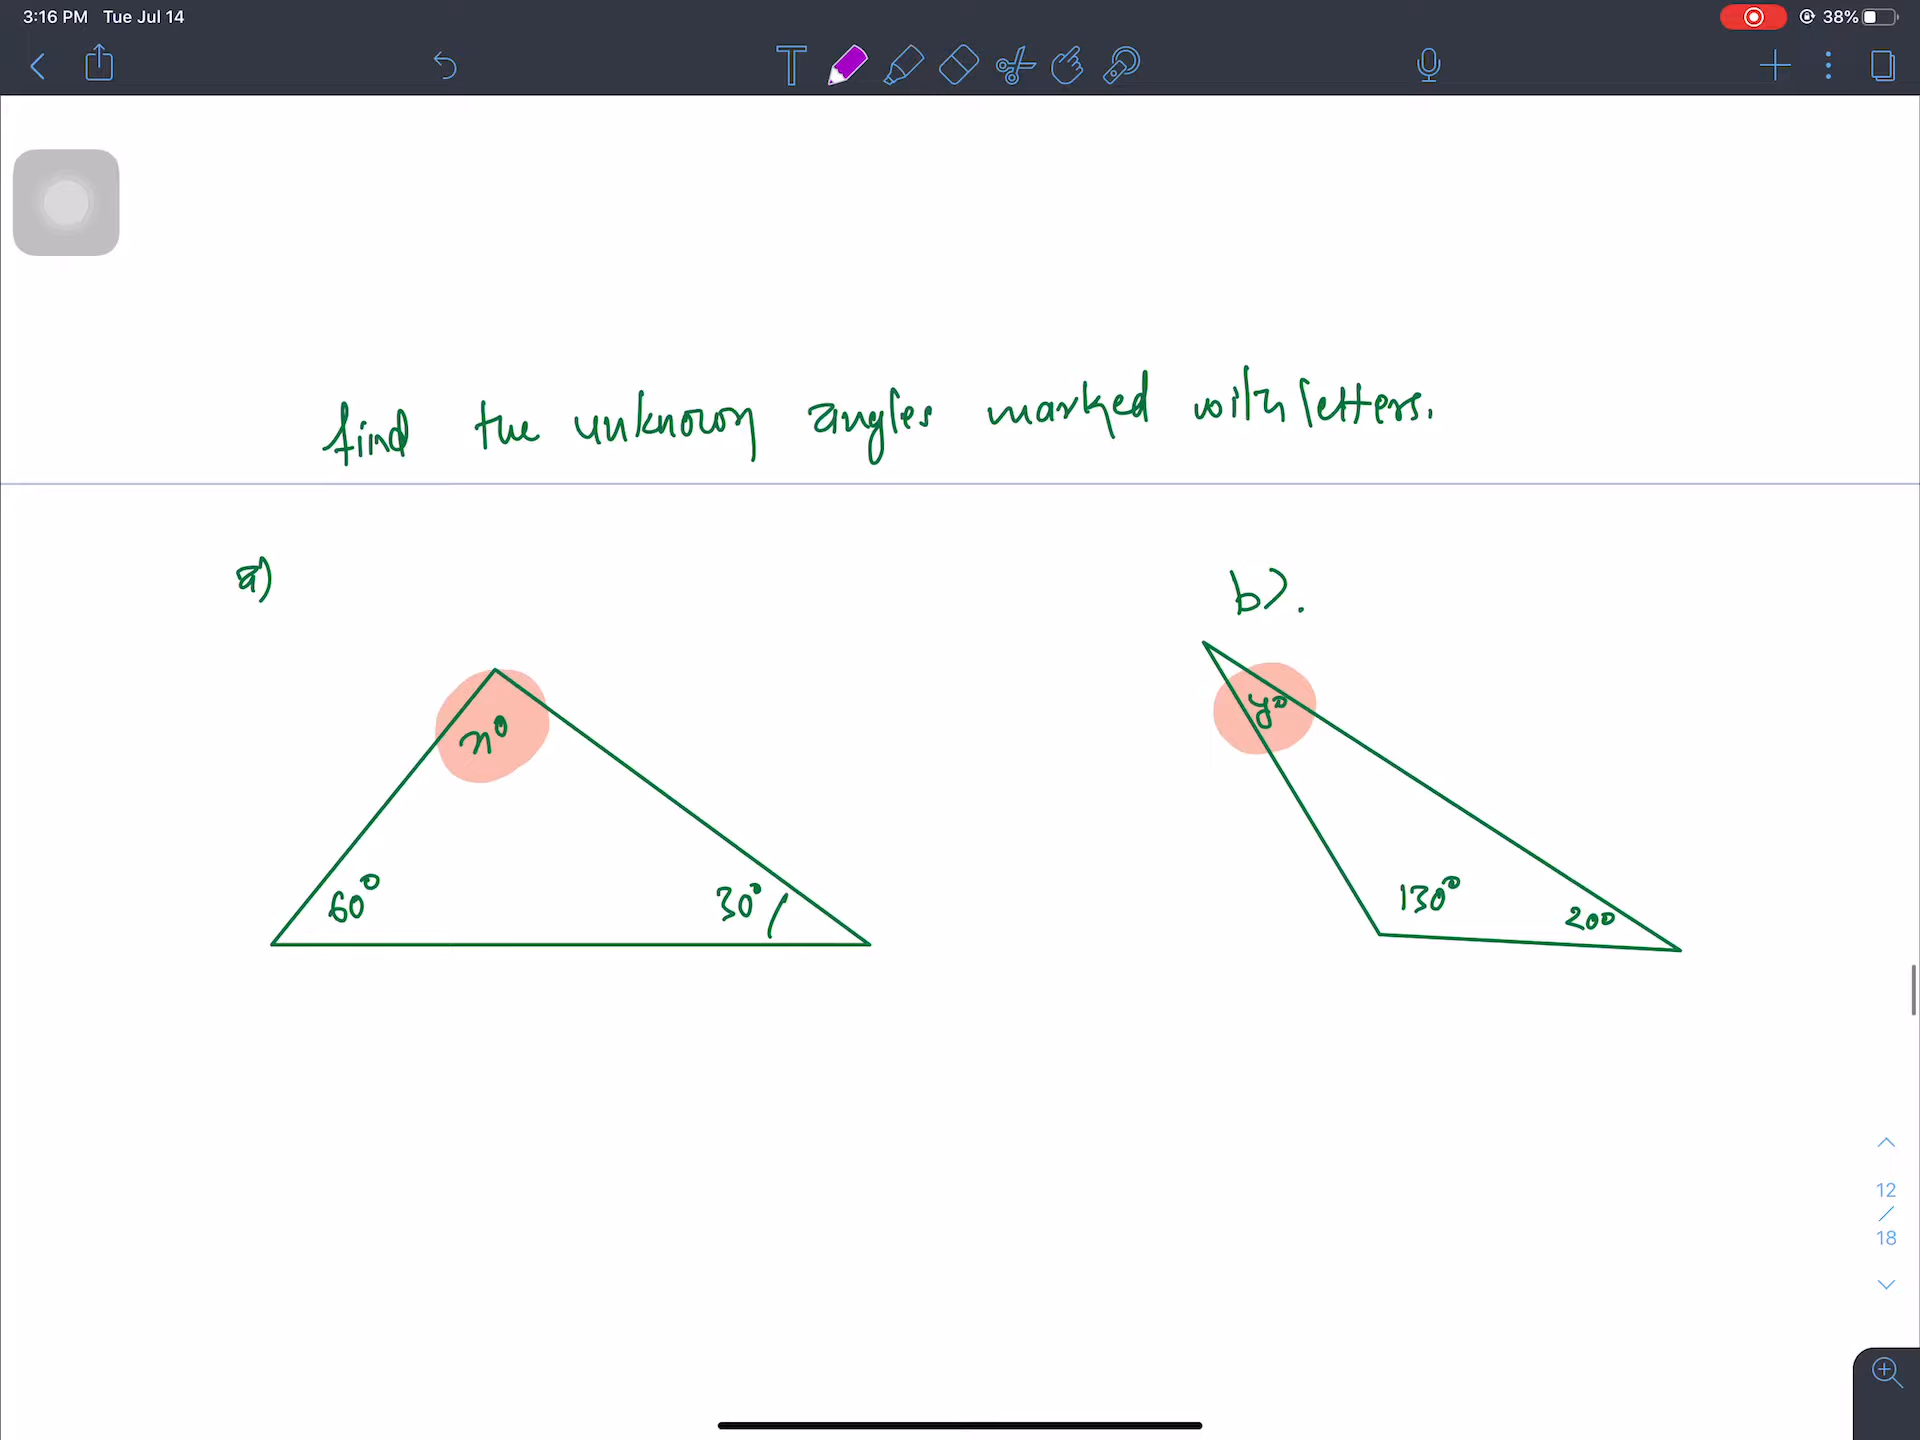 3:16 PM Tue Jul 14
38%
find the unknown angles marked with letters.
a)
b).
x°
y°
60°
30°
130°
20°
12
/
18